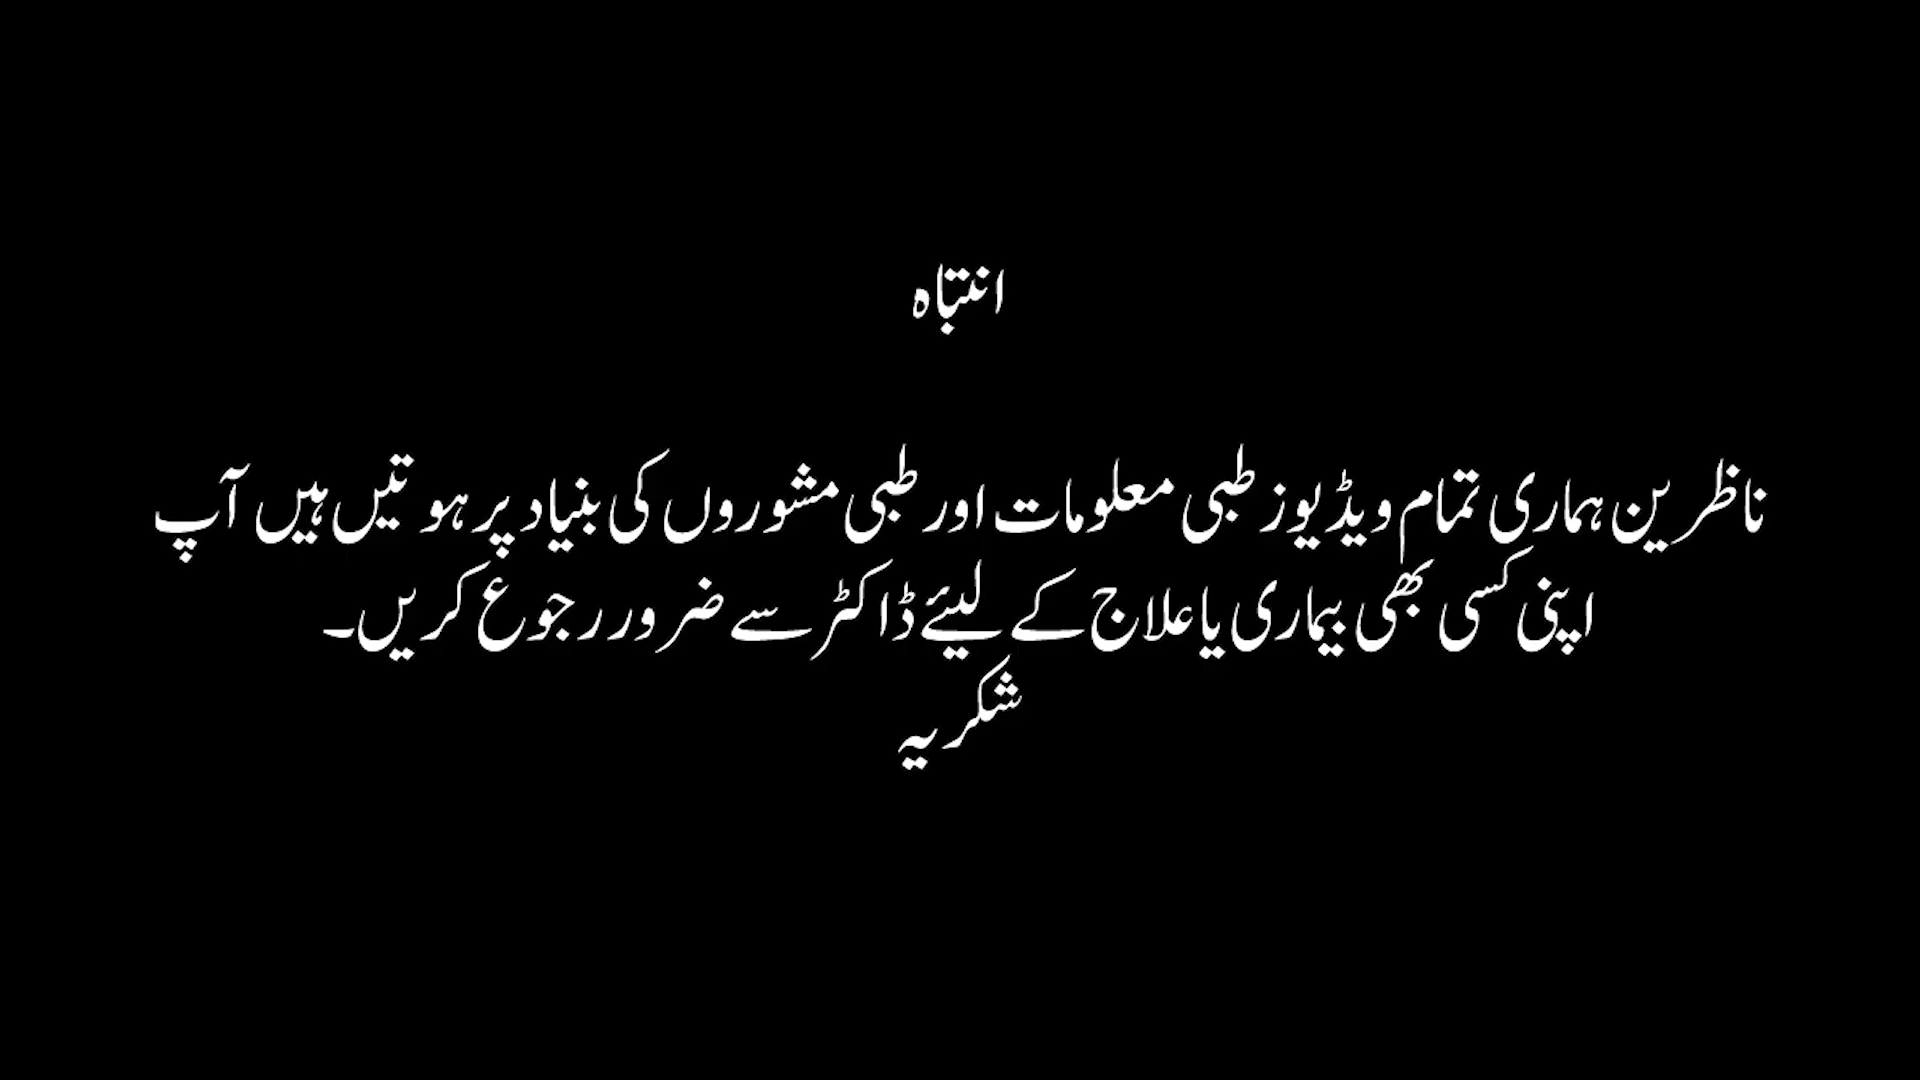 انتباہ
ناظرین ہماری تمام ویڈیوز طبی معلومات اور طبی مشوروں کی بنیاد پر ہوتیں ہیں آپ
اپنی کسی بھی بیماری یا علاج کے لیئے ڈاکٹر سے ضرور رجوع کریں۔
شکریہ